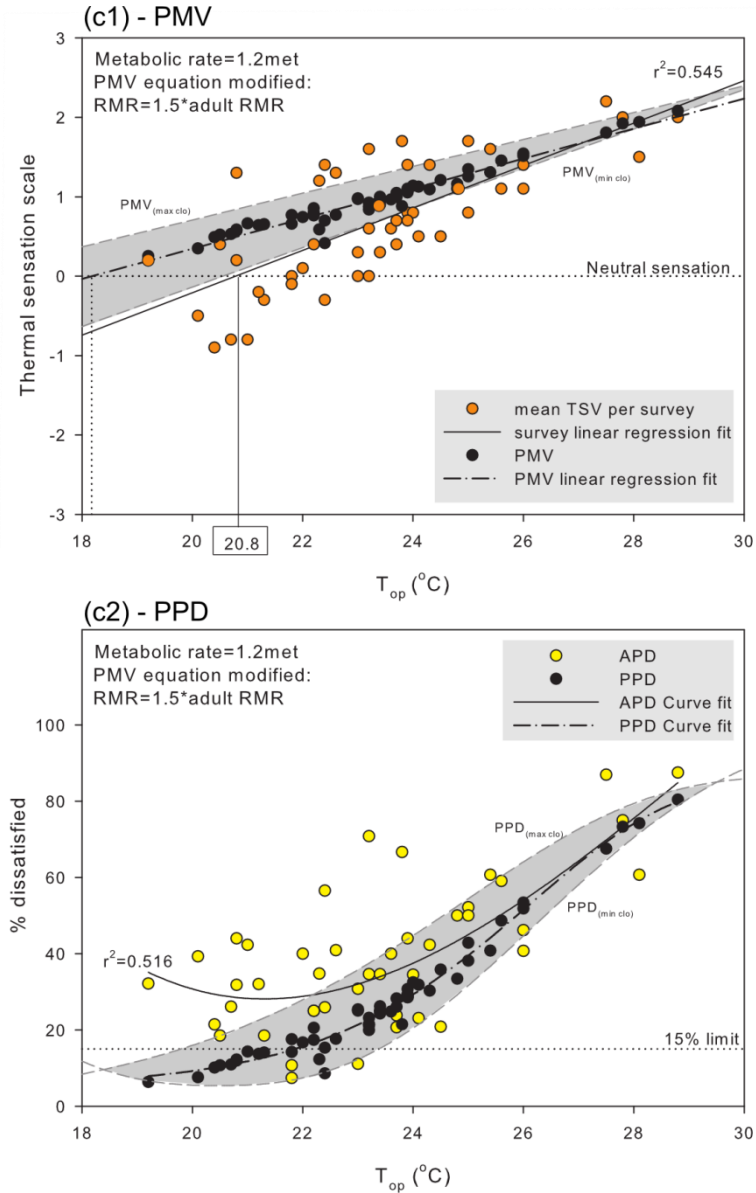 (c1) - PMV
Metabolic rate=1.2met
PMV equation modified:
RMR=1.5*adult RMR
r²=0.545
PMV(max clo)
PMV(min clo)
Neutral sensation
mean TSV per survey
survey linear regression fit
PMV
PMV linear regression fit
Thermal sensation scale
3
2
1
0
-1
-2
-3
18 20 22 24 26 28 30
20.8
Top (°C)
(c2) - PPD
Metabolic rate=1.2met
PMV equation modified:
RMR=1.5*adult RMR
APD
PPD
APD Curve fit
PPD Curve fit
PPD(max clo)
PPD(min clo)
r²=0.516
15% limit
% dissatisfied
100
80
60
40
20
0
18 20 22 24 26 28 30
Top (°C)